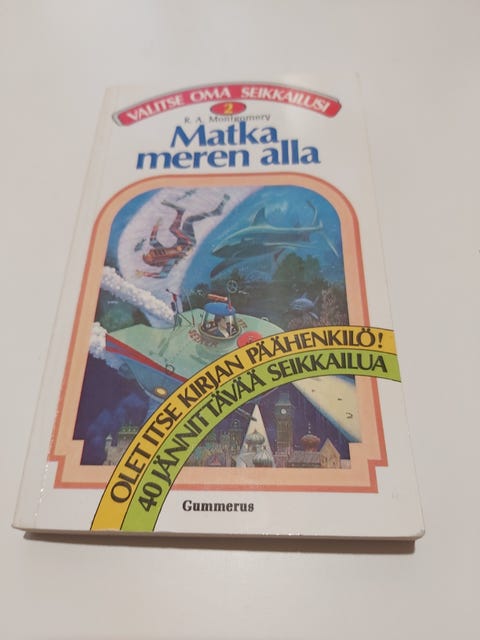 VALITSE OMA SEIKKAILUSI
2
R. A. Montgomery
Matka
meren alla
OLET ITSE KIRJAN PÄÄHENKILÖ!
40 JÄNNITTÄVÄÄ SEIKKAILUA
Gummerus